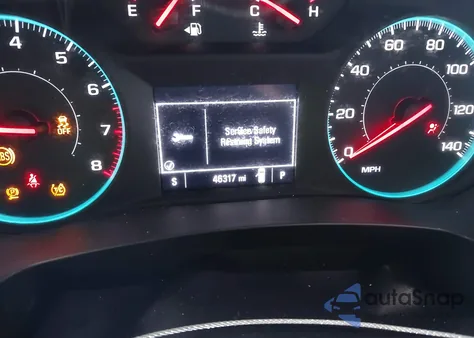 E F C H
4 5 6 7 8
OFF
ABS
Service Safety
Restraint System
S 46317 mi P
0 20 40 60 80 100 120 140
MPH
autoSnap